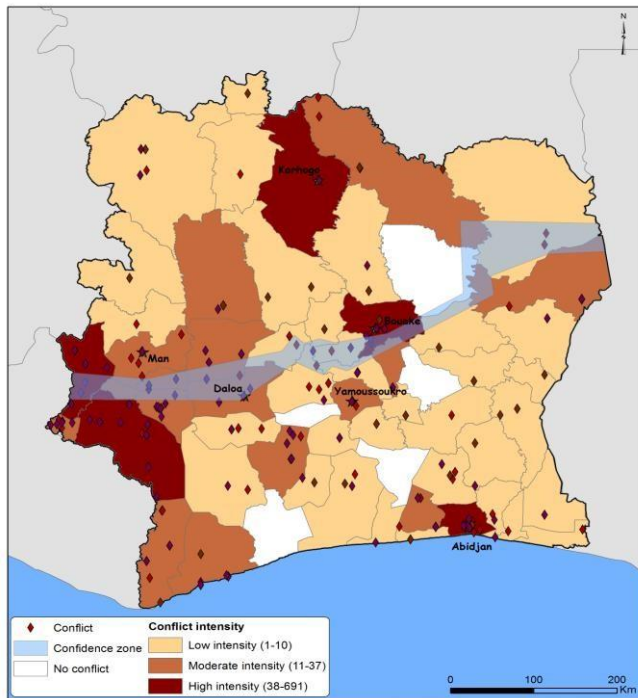 N
Korhogo
Bouake
Man
Daloa
Yamoussoukro
Abidjan
Conflict
Confidence zone
No conflict
Conflict intensity
Low intensity (1-10)
Moderate intensity (11-37)
High intensity (38-691)
0 100 200
Km